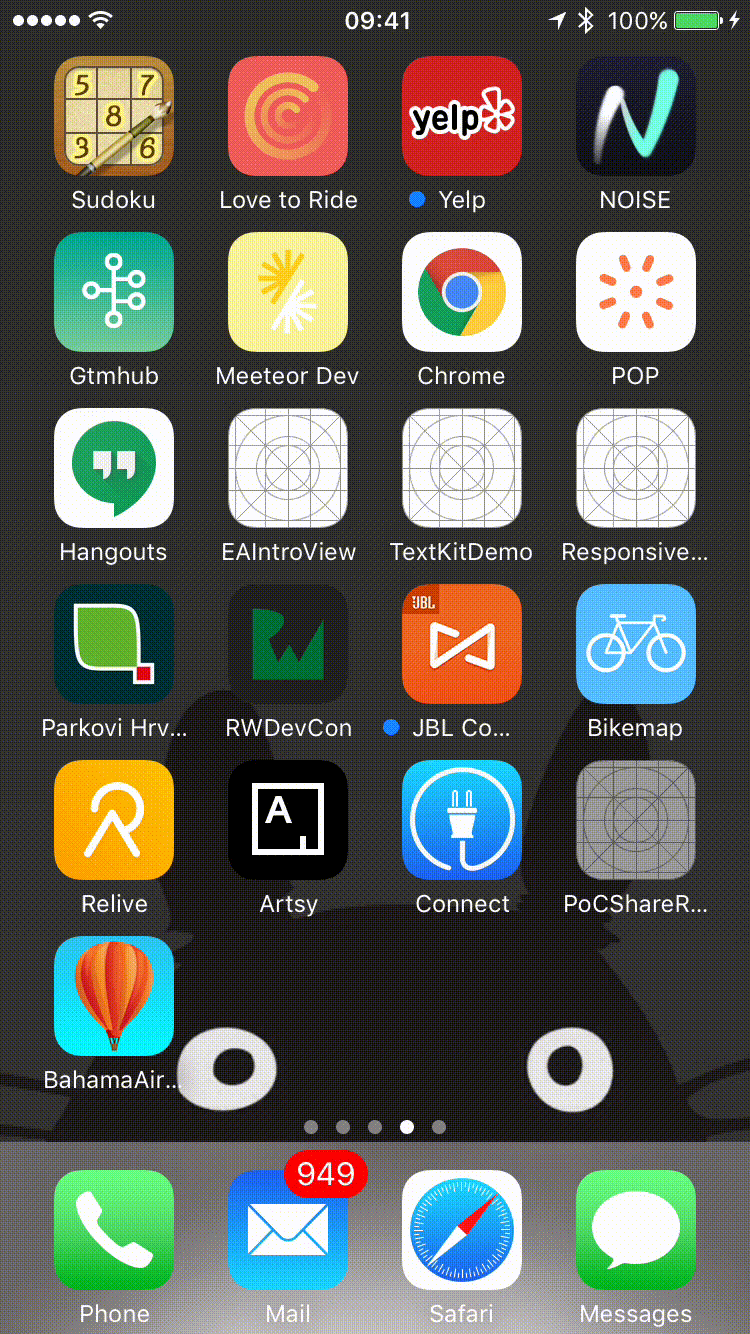 09:41 100%
5 7
8
3 6
yelp
Sudoku Love to Ride Yelp NOISE
Gtmhub Meeteor Dev Chrome POP
Hangouts EAIntroView TextKitDemo Responsive...
JBL
Parkovi Hrv... RWDevCon JBL Co... Bikemap
A
Relive Artsy Connect PoCShareR...
BahamaAir...
949
Phone Mail Safari Messages